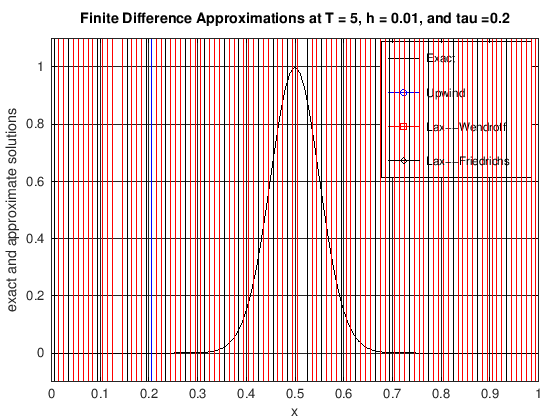 Finite Difference Approximations at T = 5, h = 0.01, and tau =0.2
exact and approximate solutions
1
0.8
0.6
0.4
0.2
0
Exact
Upwind
Lax---Wendroff
Lax---Friedrichs
0 0.1 0.2 0.3 0.4 0.5 0.6 0.7 0.8 0.9 1
x